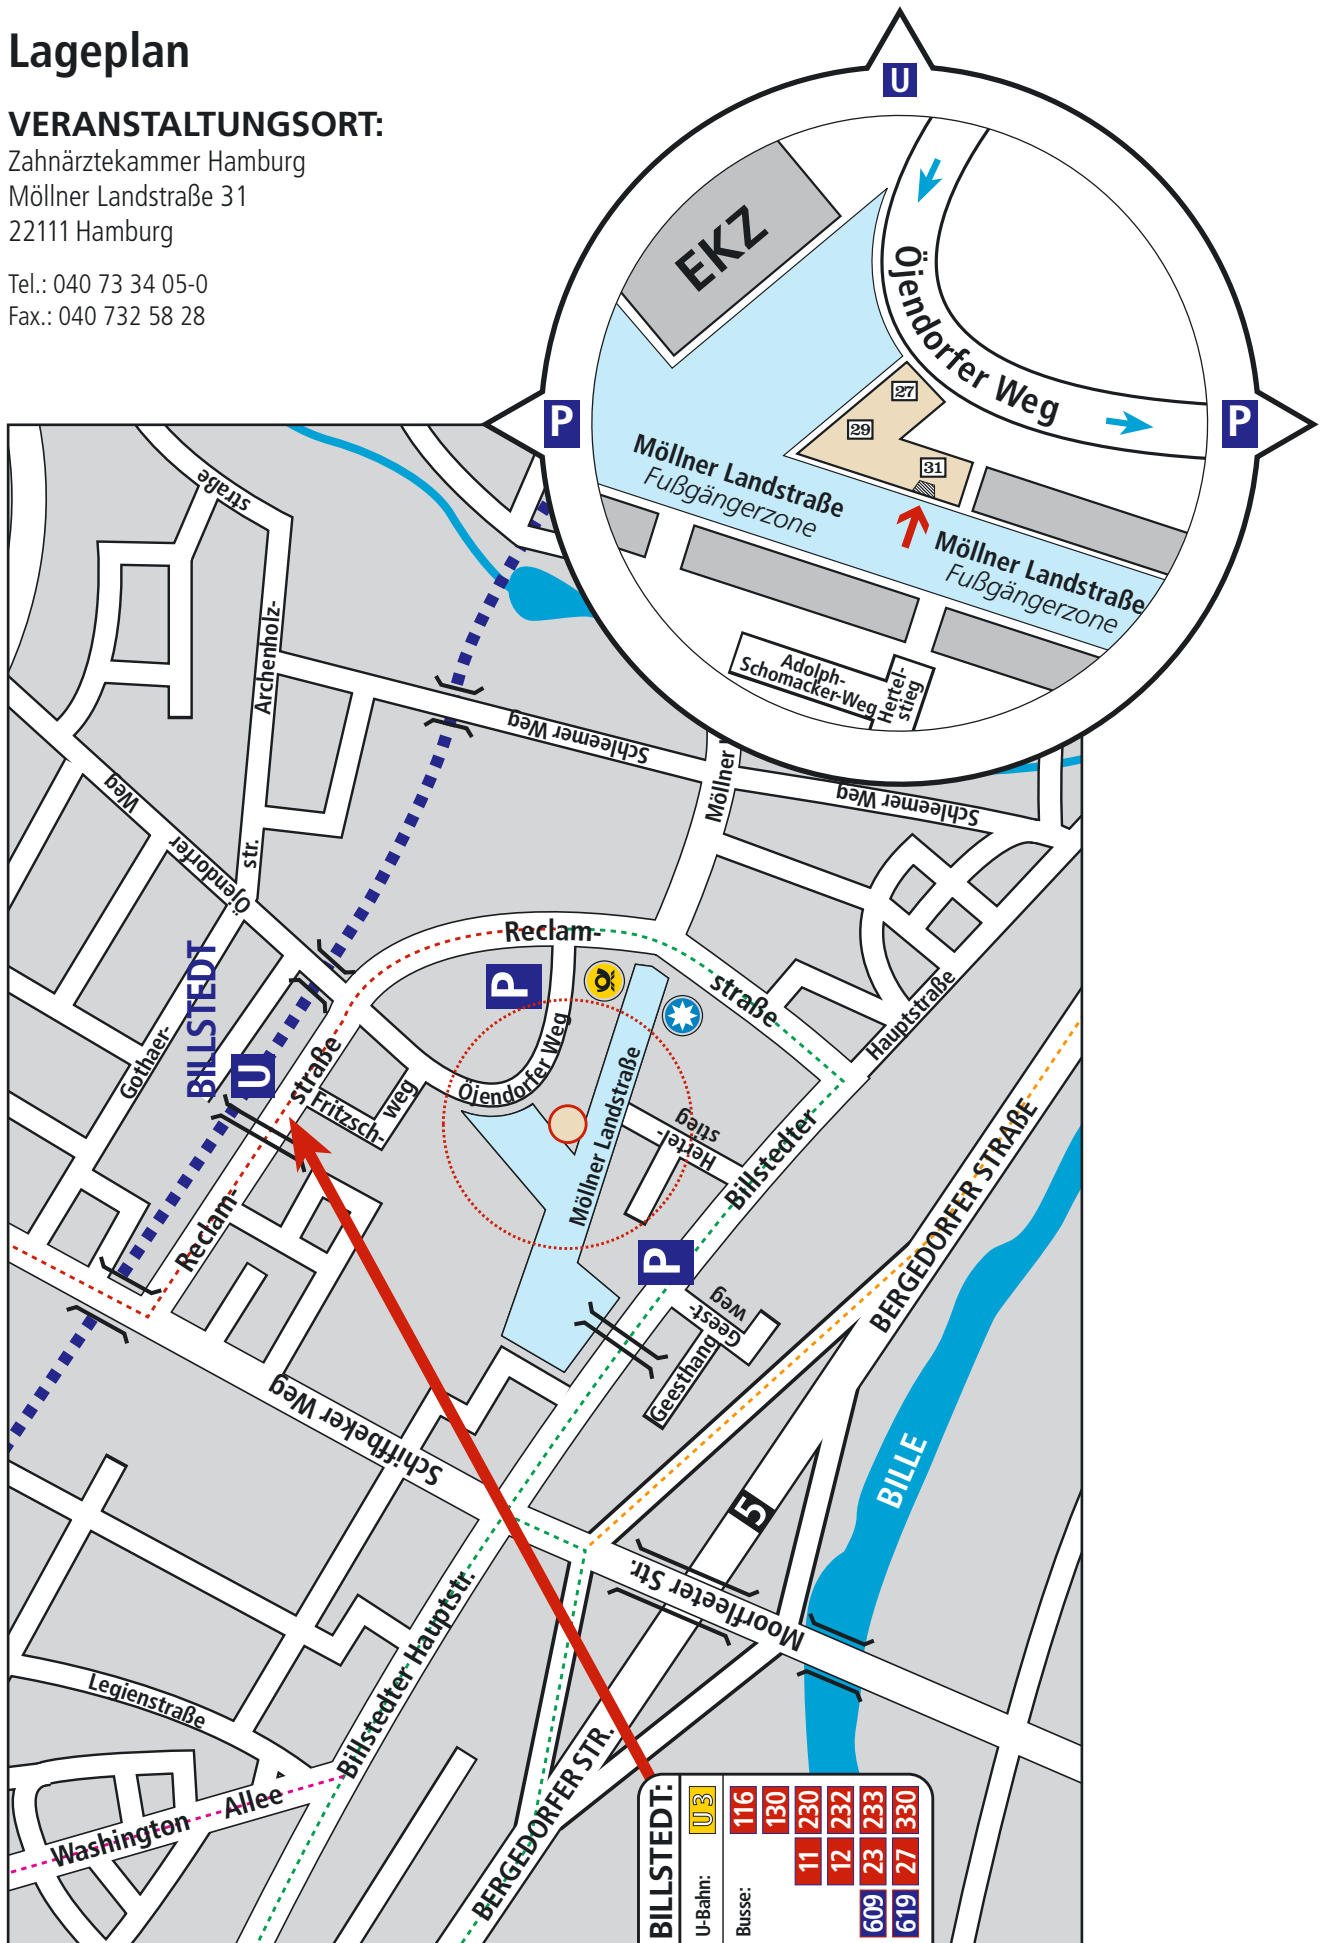 Lageplan
VERANSTALTUNGSORT:
Zahnärztekammer Hamburg
Möllner Landstraße 31
22111 Hamburg
Tel.: 040 73 34 05-0
Fax.: 040 732 58 28
U
P
P
EKZ
Öjendorfer Weg
27
29
31
Möllner Landstraße
Fußgängerzone
Möllner Landstraße
Fußgängerzone
Adolph-
Schomacker-Weg
Hertel-
stieg
straße
Archenholz-
str.
Schleemer Weg
Möllner
Schleemer Weg
Weg
Öjendorfer
BILLSTEDT
U
Gothaer-
Reclam-
straße
P
Öjendorfer Weg
Fritzsch-
weg
straße
Hauptstraße
Möllner Landstraße
Hertel-
stieg
Billstedter
Reclam-
P
Geest-
weg
Geesthang
BERGEDORFER STRAßE
BILLE
Schiffbeker Weg
5
Moorfleeter Str.
Billstedter Hauptstr.
Legienstraße
Washington Allee
BERGEDORFER STR.
BILLSTEDT:
U-Bahn: U3
Busse: 116
130
11 230
12 232
609 23 233
619 27 330